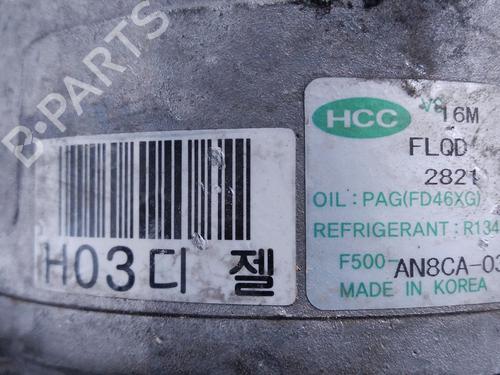 B-PARTS
H03디 젤
HCC
VS16M
FLQD
2821
OIL : PAG(FD46XG)
REFRIGERANT : R134
F500-AN8CA-03
MADE IN KOREA